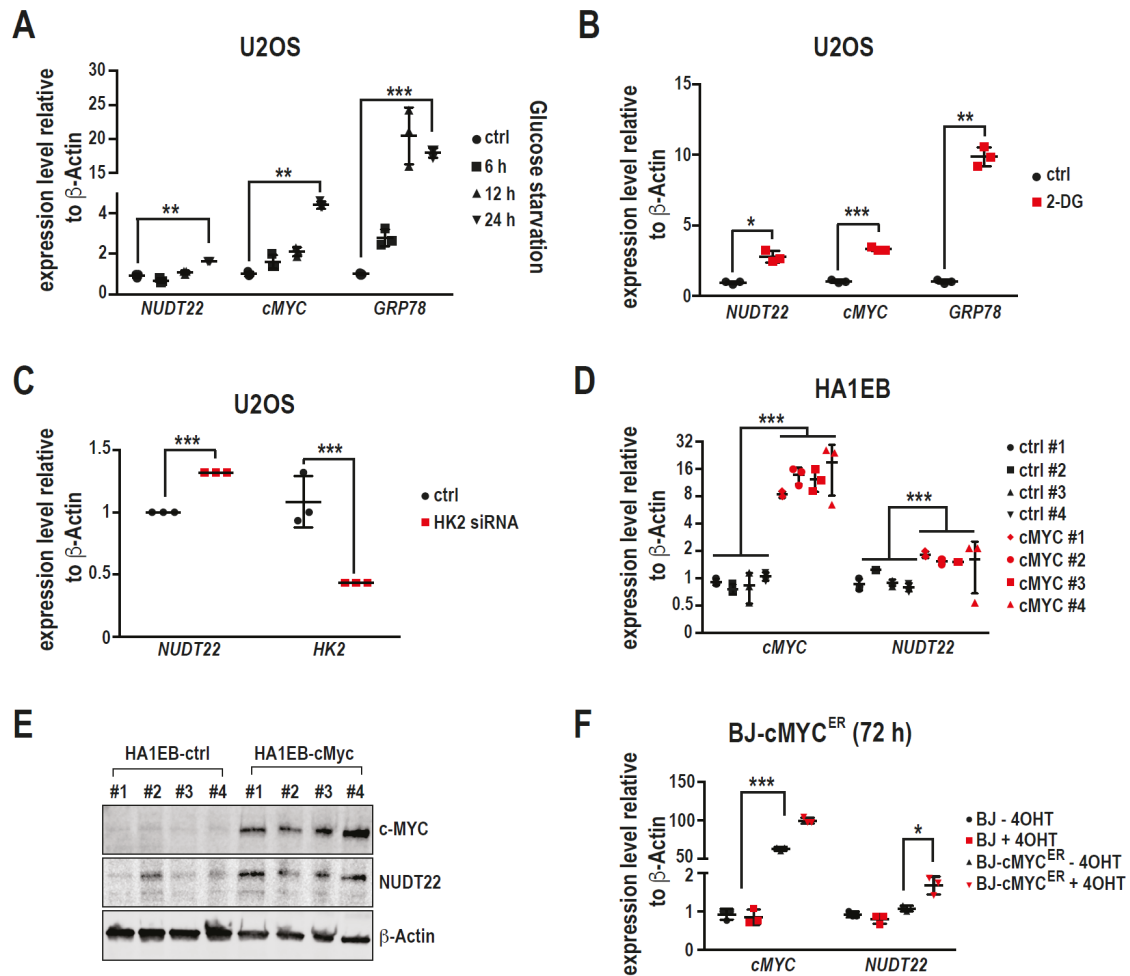 A
U2OS
expression level relative
to β-Actin
30
25
20
15
4
2
0
**
**
***
NUDT22
cMYC
GRP78
ctrl
6 h
12 h
24 h
Glucose starvation
B
U2OS
expression level relative
to β-Actin
15
10
5
0
*
***
**
NUDT22
cMYC
GRP78
ctrl
2-DG
C
U2OS
expression level relative
to β-Actin
1.5
1
0.5
0
***
***
NUDT22
HK2
ctrl
HK2 siRNA
D
HA1EB
expression level relative
to β-Actin
32
16
8
4
2
1
0.5
0
***
***
cMYC
NUDT22
ctrl #1
ctrl #2
ctrl #3
ctrl #4
cMYC #1
cMYC #2
cMYC #3
cMYC #4
E
HA1EB-ctrl HA1EB-cMyc
#1 #2 #3 #4 #1 #2 #3 #4
c-MYC
NUDT22
β-Actin
F
BJ-cMYC^ER (72 h)
expression level relative
to β-Actin
150
100
50
2
1
0
***
*
cMYC
NUDT22
BJ - 4OHT
BJ + 4OHT
BJ-cMYC^ER - 4OHT
BJ-cMYC^ER + 4OHT